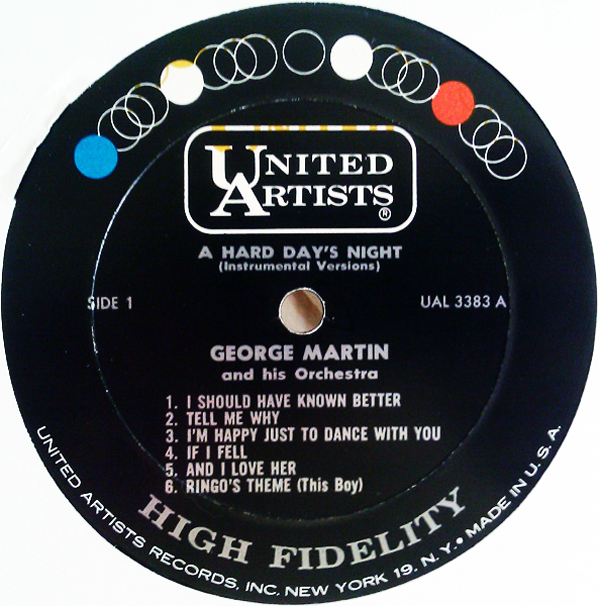 UNITED
ARTISTS
®
A HARD DAY'S NIGHT
(Instrumental Versions)
SIDE 1
UAL 3383 A
GEORGE MARTIN
and his Orchestra
1. I SHOULD HAVE KNOWN BETTER
2. TELL ME WHY
3. I'M HAPPY JUST TO DANCE WITH YOU
4. IF I FELL
5. AND I LOVE HER
6. RINGO'S THEME (This Boy)
HIGH FIDELITY
UNITED ARTISTS RECORDS, INC. NEW YORK 19, N. Y. • MADE IN U. S. A.